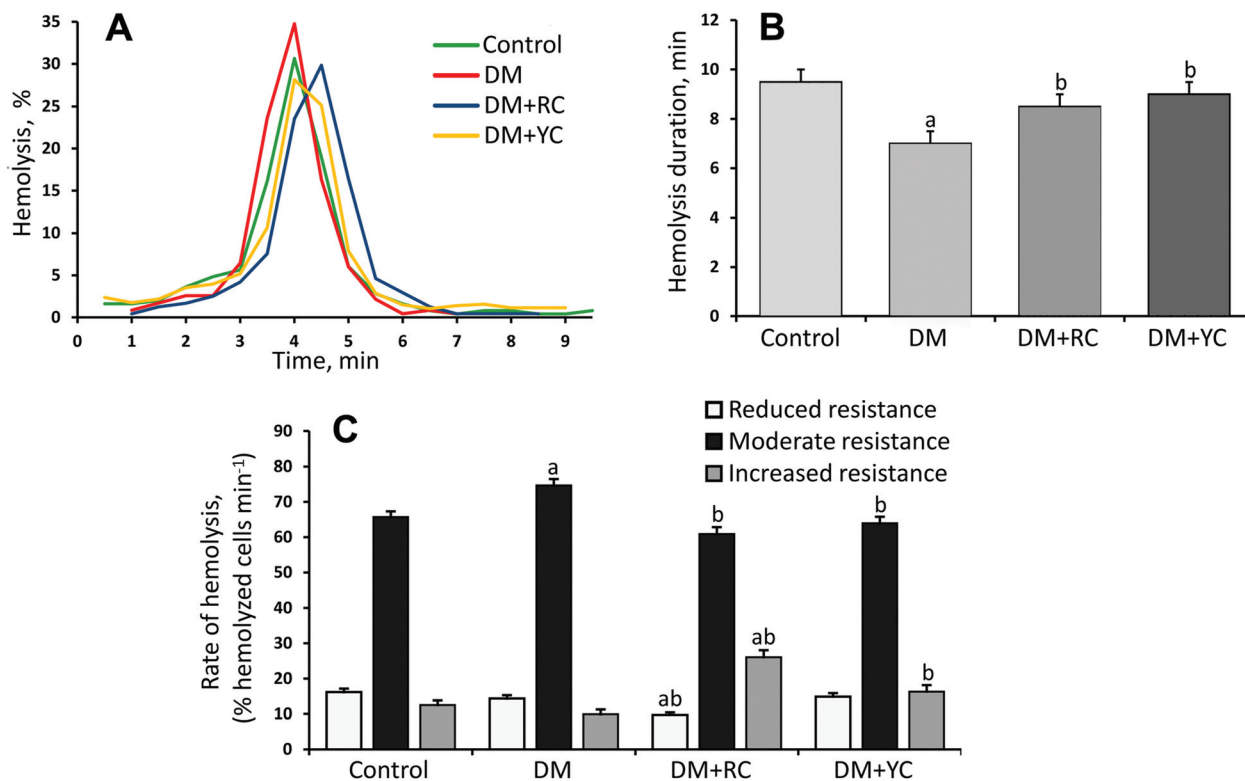 A
Hemolysis, %
35
30
25
20
15
10
5
0
0 1 2 3 4 5 6 7 8 9
Time, min
Control
DM
DM+RC
DM+YC
B
Hemolysis duration, min
12
10
8
6
4
2
0
a
b
b
Control DM DM+RC DM+YC
C
Reduced resistance
Moderate resistance
Increased resistance
Rate of hemolysis,
(% hemolyzed cells min⁻¹)
90
80
70
60
50
40
30
20
10
0
a
ab
b
ab
b
b
Control DM DM+RC DM+YC